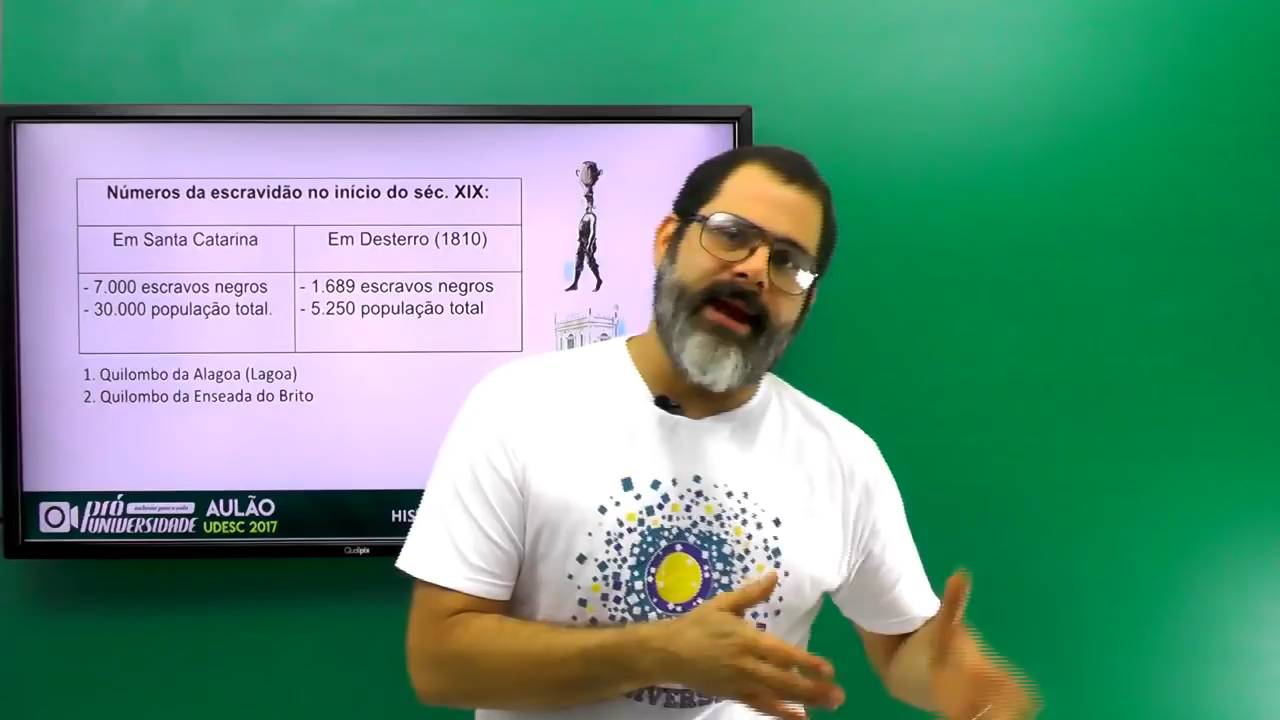 Números da escravidão no início do séc. XIX:
Em Santa Catarina
Em Desterro (1810)
- 7.000 escravos negros
- 30.000 população total.
- 1.689 escravos negros
- 5.250 população total
1. Quilombo da Alagoa (Lagoa)
2. Quilombo da Enseada do Brito
pró
UNIVERSIDADE
AULÃO
UDESC 2017
HIS
Qualipix